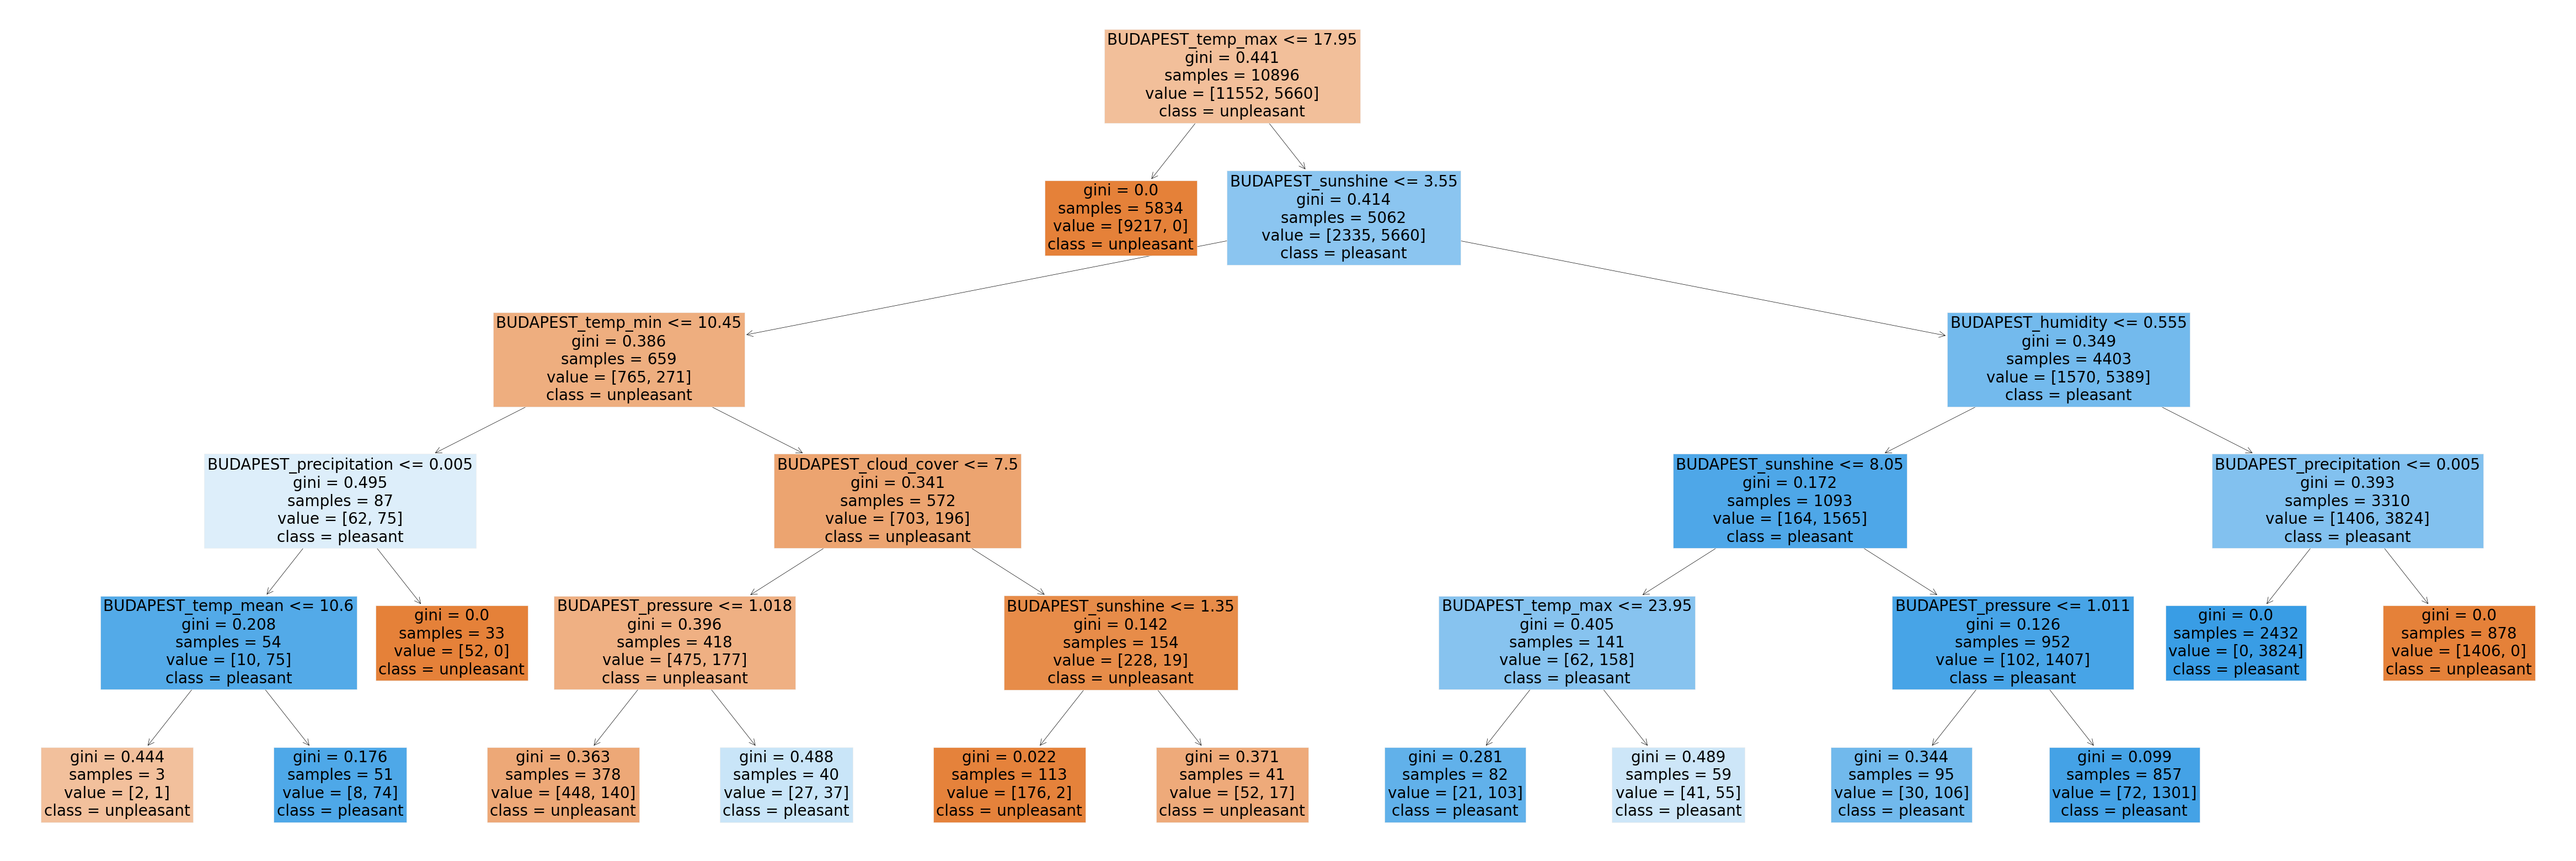 BUDAPEST_temp_max <= 17.95
gini = 0.441
samples = 10896
value = [11552, 5660]
class = unpleasant
gini = 0.0
samples = 5834
value = [9217, 0]
class = unpleasant
BUDAPEST_sunshine <= 3.55
gini = 0.414
samples = 5062
value = [2335, 5660]
class = pleasant
BUDAPEST_temp_min <= 10.45
gini = 0.386
samples = 659
value = [765, 271]
class = unpleasant
BUDAPEST_humidity <= 0.555
gini = 0.349
samples = 4403
value = [1570, 5389]
class = pleasant
BUDAPEST_precipitation <= 0.005
gini = 0.495
samples = 87
value = [62, 75]
class = pleasant
BUDAPEST_cloud_cover <= 7.5
gini = 0.341
samples = 572
value = [703, 196]
class = unpleasant
BUDAPEST_sunshine <= 8.05
gini = 0.172
samples = 1093
value = [164, 1565]
class = pleasant
BUDAPEST_precipitation <= 0.005
gini = 0.393
samples = 3310
value = [1406, 3824]
class = pleasant
BUDAPEST_temp_mean <= 10.6
gini = 0.208
samples = 54
value = [10, 75]
class = pleasant
gini = 0.0
samples = 33
value = [52, 0]
class = unpleasant
BUDAPEST_pressure <= 1.018
gini = 0.396
samples = 418
value = [475, 177]
class = unpleasant
BUDAPEST_sunshine <= 1.35
gini = 0.142
samples = 154
value = [228, 19]
class = unpleasant
BUDAPEST_temp_max <= 23.95
gini = 0.405
samples = 141
value = [62, 158]
class = pleasant
BUDAPEST_pressure <= 1.011
gini = 0.126
samples = 952
value = [102, 1407]
class = pleasant
gini = 0.0
samples = 2432
value = [0, 3824]
class = pleasant
gini = 0.0
samples = 878
value = [1406, 0]
class = unpleasant
gini = 0.444
samples = 3
value = [2, 1]
class = unpleasant
gini = 0.176
samples = 51
value = [8, 74]
class = pleasant
gini = 0.363
samples = 378
value = [448, 140]
class = unpleasant
gini = 0.488
samples = 40
value = [27, 37]
class = pleasant
gini = 0.022
samples = 113
value = [176, 2]
class = unpleasant
gini = 0.371
samples = 41
value = [52, 17]
class = unpleasant
gini = 0.281
samples = 82
value = [21, 103]
class = pleasant
gini = 0.489
samples = 59
value = [41, 55]
class = pleasant
gini = 0.344
samples = 95
value = [30, 106]
class = pleasant
gini = 0.099
samples = 857
value = [72, 1301]
class = pleasant